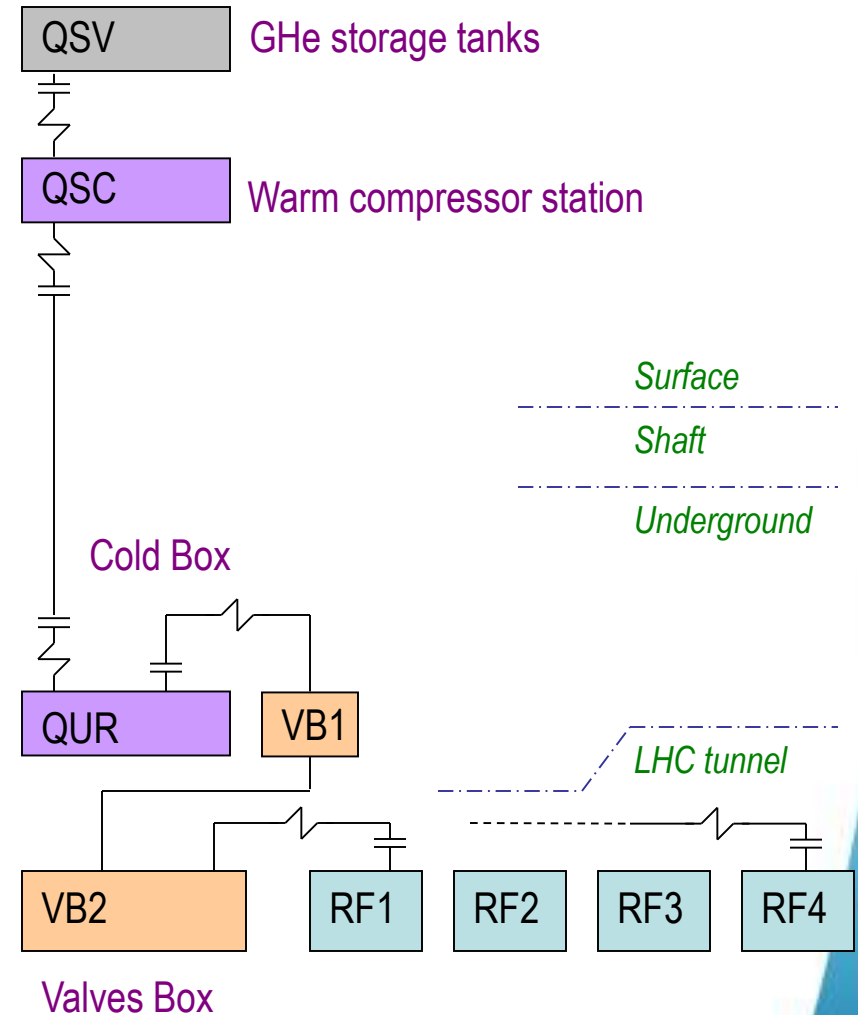 QSV
GHe storage tanks
QSC
Warm compressor station
Surface
Shaft
Underground
Cold Box
QUR
VB1
LHC tunnel
VB2
RF1
RF2
RF3
RF4
Valves Box